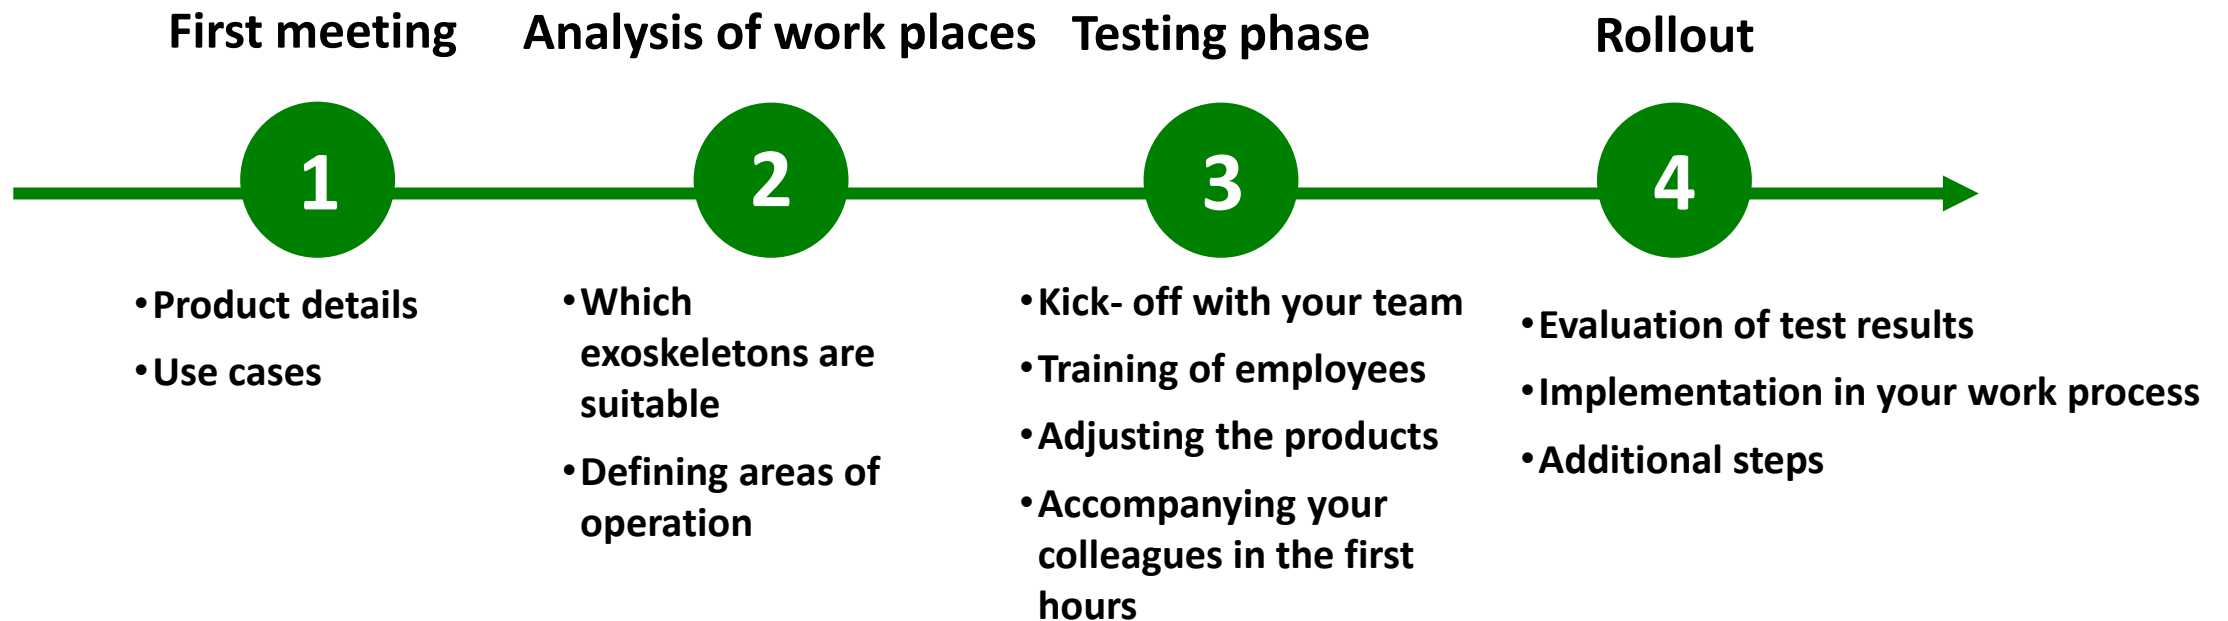 First meeting
Analysis of work places
Testing phase
Rollout
1
2
3
4
•Product details
•Use cases
•Which
exoskeletons are
suitable
•Defining areas of
operation
•Kick- off with your team
•Training of employees
•Adjusting the products
•Accompanying your
colleagues in the first
hours
•Evaluation of test results
•Implementation in your work process
•Additional steps